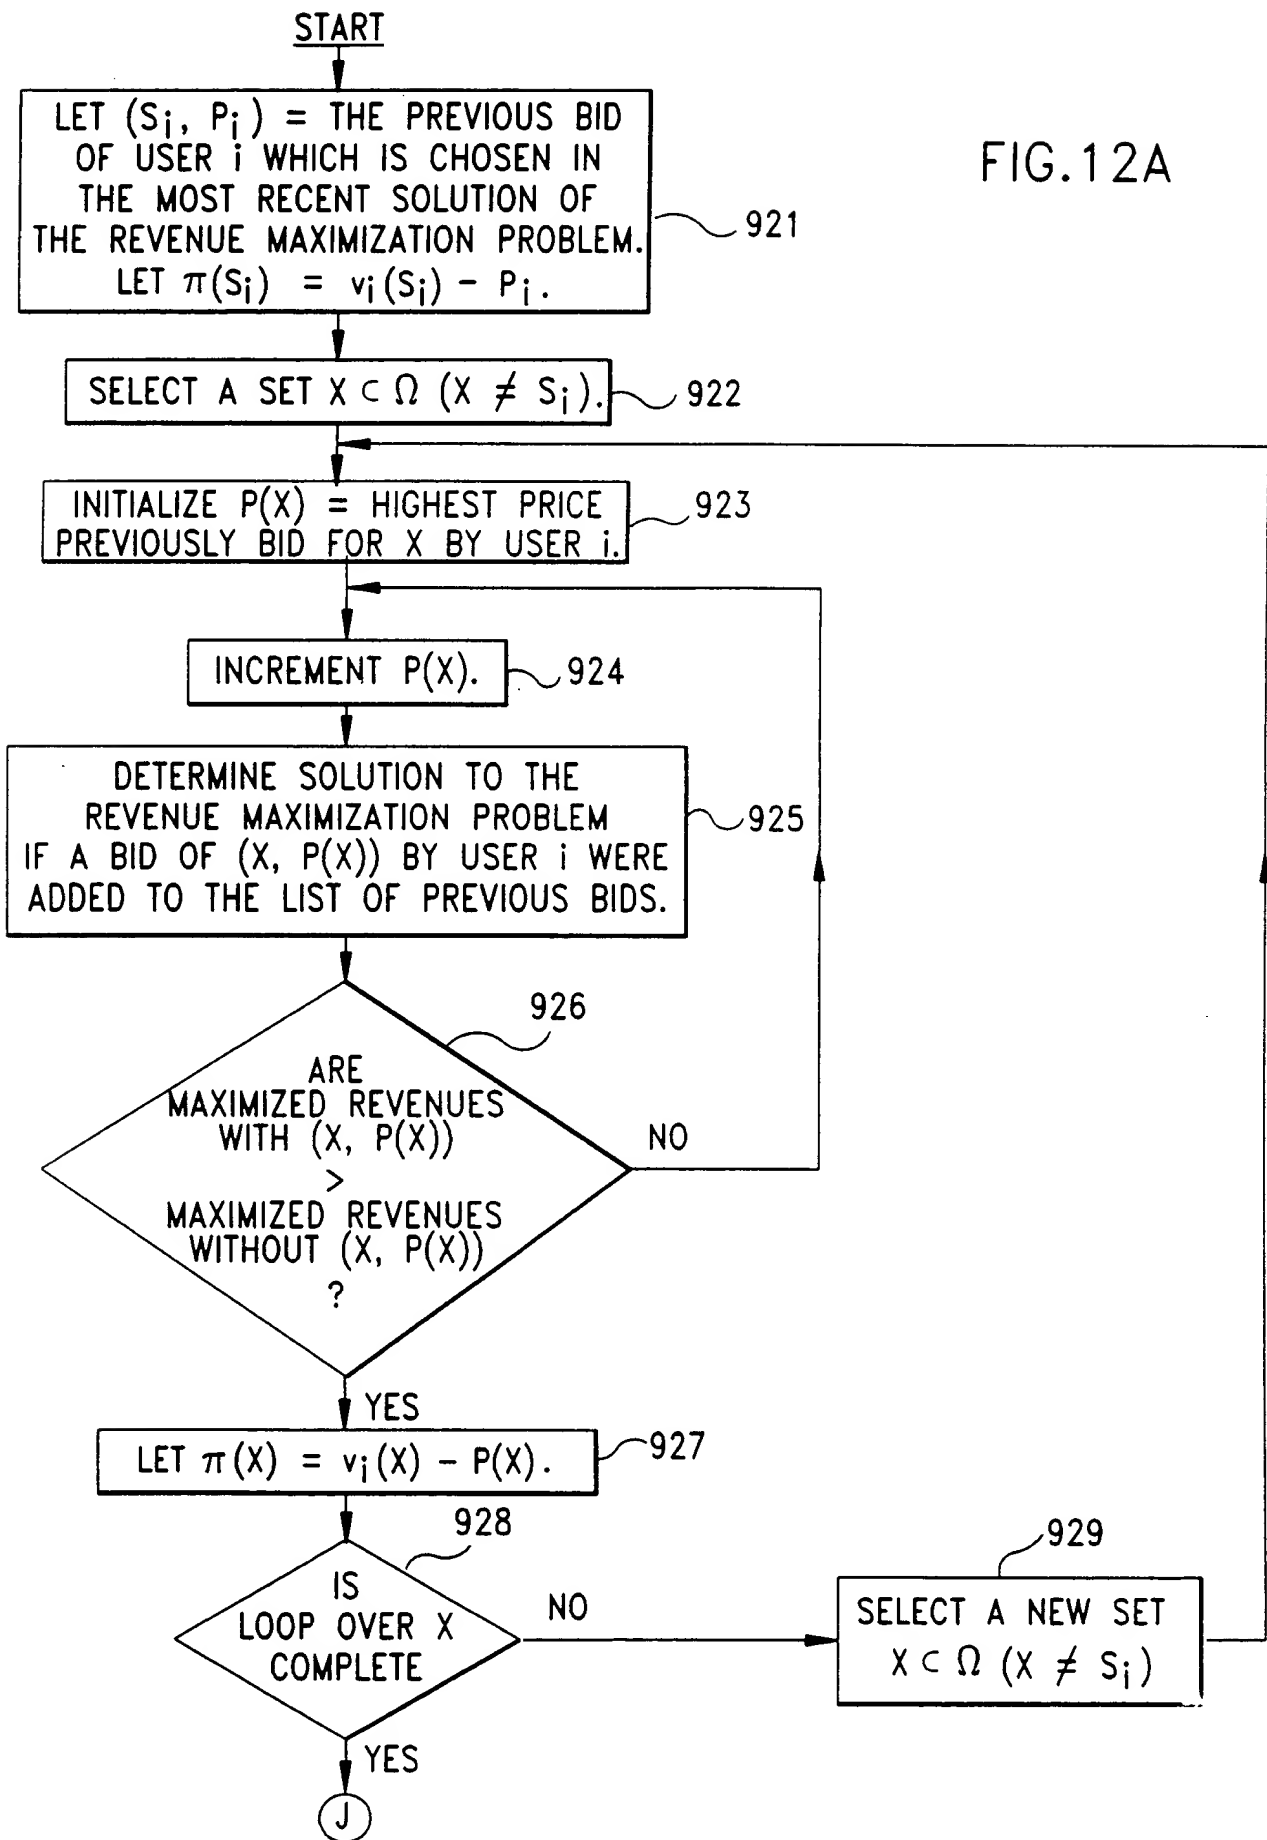 START
LET (Si, Pi) = THE PREVIOUS BID
OF USER i WHICH IS CHOSEN IN
THE MOST RECENT SOLUTION OF
THE REVENUE MAXIMIZATION PROBLEM.
LET π(Si) = vi(Si) - Pi.
921
FIG.12A
SELECT A SET X ⊂ Ω (X ≠ Si).
922
INITIALIZE P(X) = HIGHEST PRICE
PREVIOUSLY BID FOR X BY USER i.
923
INCREMENT P(X).
924
DETERMINE SOLUTION TO THE
REVENUE MAXIMIZATION PROBLEM
IF A BID OF (X, P(X)) BY USER i WERE
ADDED TO THE LIST OF PREVIOUS BIDS.
925
926
ARE
MAXIMIZED REVENUES
WITH (X, P(X))
>
MAXIMIZED REVENUES
WITHOUT (X, P(X))
?
NO
YES
LET π(X) = vi(X) - P(X).
927
928
IS
LOOP OVER X
COMPLETE
NO
929
SELECT A NEW SET
X ⊂ Ω (X ≠ Si)
YES
J